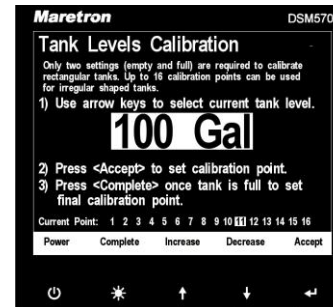 Maretron DSM570
Tank Levels Calibration
Only two settings (empty and full) are required to calibrate
rectangular tanks. Up to 16 calibration points can be used
for irregular shaped tanks.
1) Use arrow keys to select current tank level.
100 Gal
2) Press <Accept> to set calibration point.
3) Press <Complete> once tank is full to set
final calibration point.
Current Point: 1 2 3 4 5 6 7 8 9 10 11 12 13 14 15 16
Power Complete Increase Decrease Accept